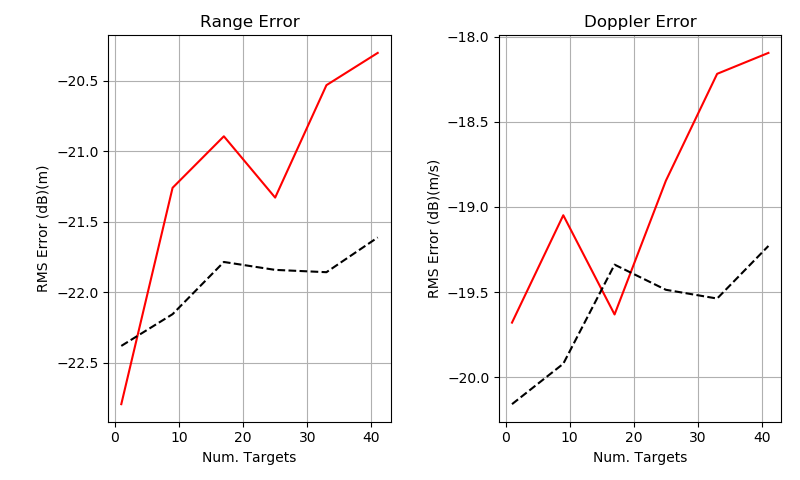 Range Error
RMS Error (dB)(m)
−20.5
−21.0
−21.5
−22.0
−22.5
0 10 20 30 40
Num. Targets
Doppler Error
RMS Error (dB)(m/s)
−18.0
−18.5
−19.0
−19.5
−20.0
0 10 20 30 40
Num. Targets